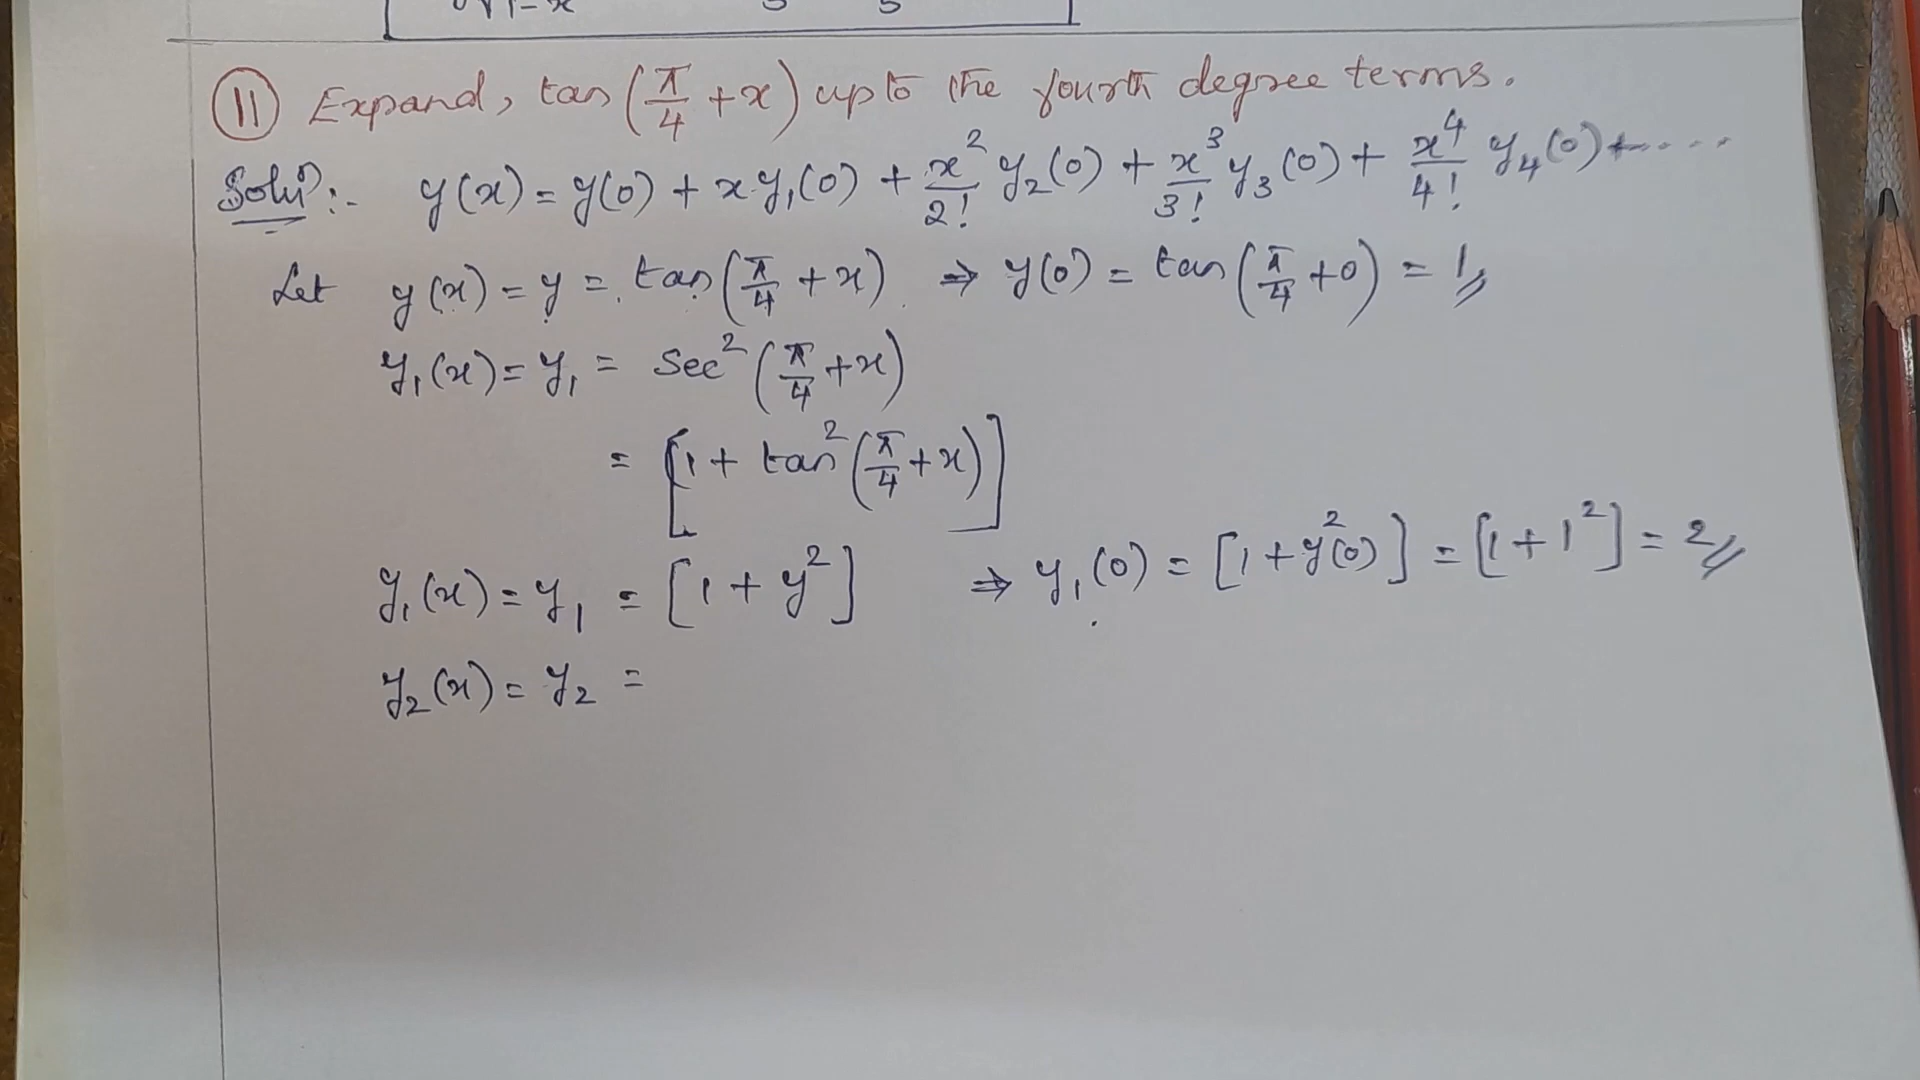 ⑪ Expand, tan(π/4 + x) upto the fourth degree terms.
Soluⁿ:- y(x) = y(0) + x y₁(0) + x²/2! y₂(0) + x³/3! y₃(0) + x⁴/4! y₄(0) + .....
Let y(x) = y = tan(π/4 + x) ⇒ y(0) = tan(π/4 + 0) = 1
y₁(x) = y₁ = Sec²(π/4 + x)
= [1 + tan²(π/4 + x)]
y₁(x) = y₁ = [1 + y²] ⇒ y₁(0) = [1 + y²(0)] = [1 + 1²] = 2
y₂(x) = y₂ =